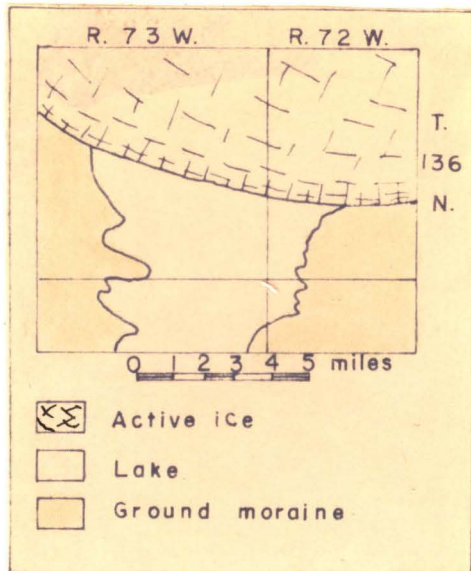 R. 73 W. R. 72 W.
T.
136
N.
0 1 2 3 4 5 miles
Active ice
Lake
Ground moraine